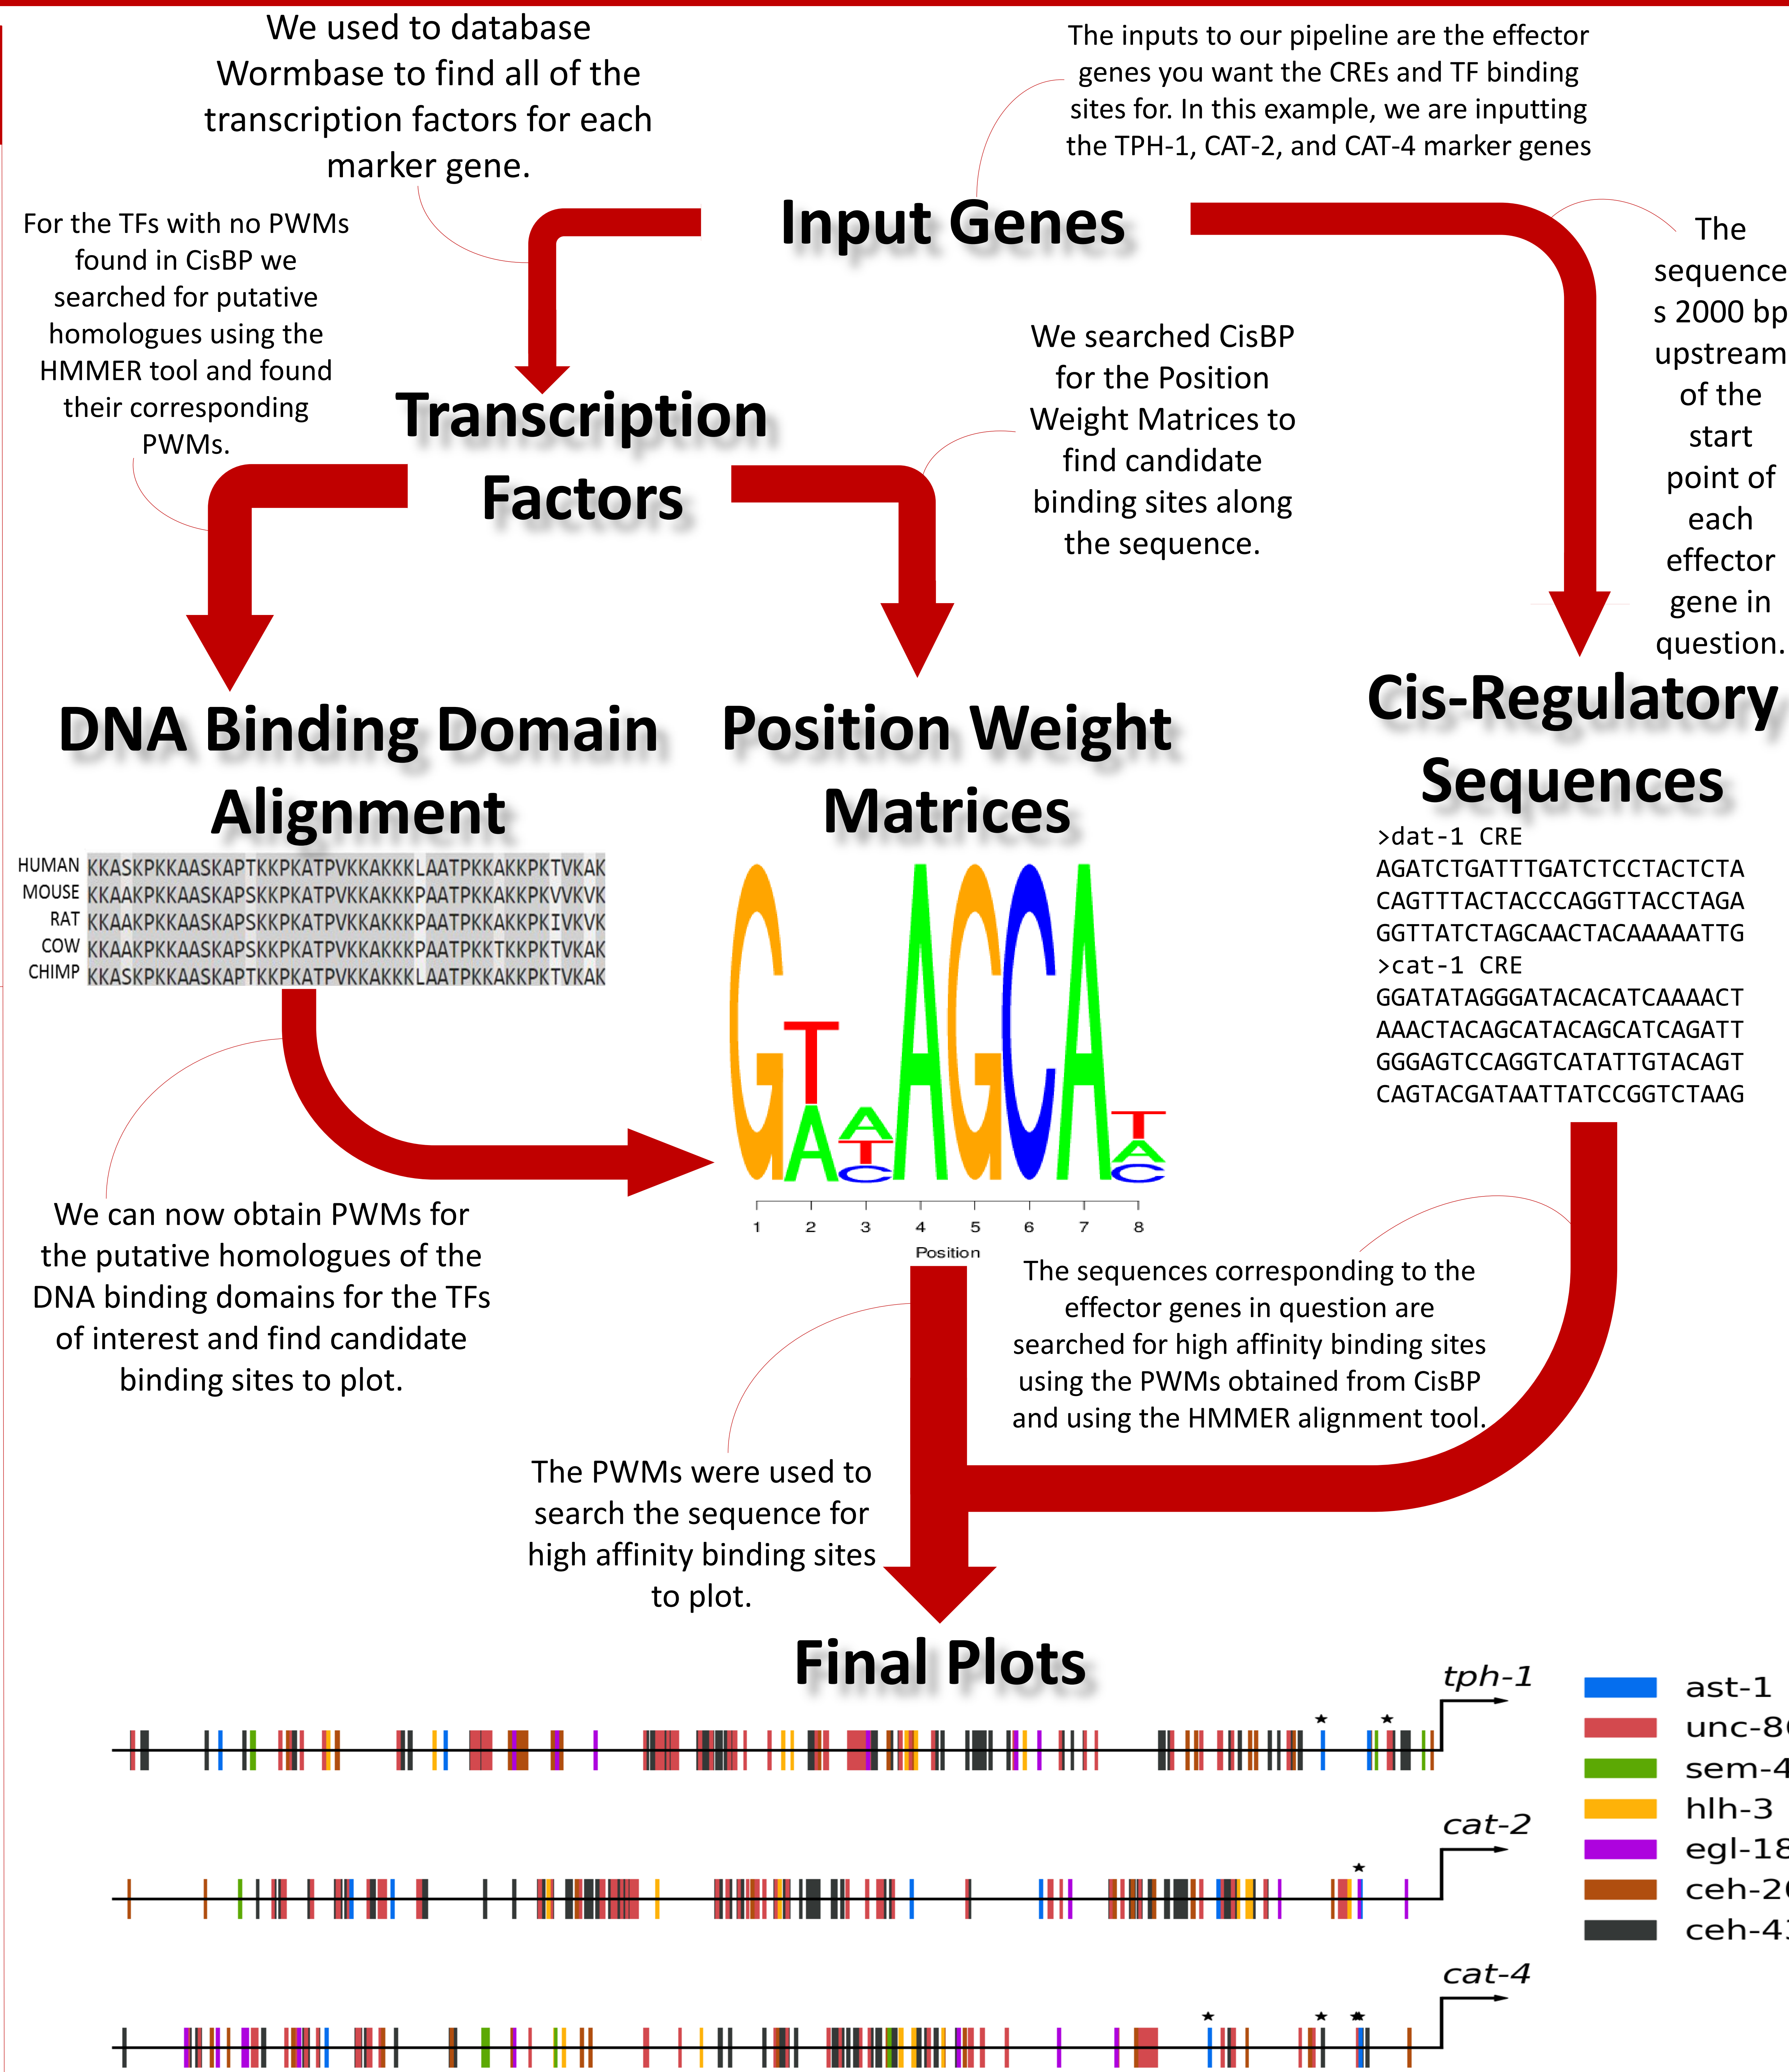 We used to database
Wormbase to find all of the
transcription factors for each
marker gene.
The inputs to our pipeline are the effector
genes you want the CREs and TF binding
sites for. In this example, we are inputting
the TPH-1, CAT-2, and CAT-4 marker genes
Input Genes
For the TFs with no PWMs
found in CisBP we
searched for putative
homologues using the
HMMER tool and found
their corresponding
PWMs.
The
sequence
s 2000 bp
upstream
of the
start
point of
each
effector
gene in
question.
Transcription
Factors
We searched CisBP
for the Position
Weight Matrices to
find candidate
binding sites along
the sequence.
DNA Binding Domain
Alignment
HUMAN KKASKPKKAASKAPTKKPKATPVKKAKKKLAATPKKAKKPKTVKAK
MOUSE KKAAKPKKAASKAPSKKPKATPVKKAKKKPAATPKKAKKPKVVKVK
RAT KKAAKPKKAASKAPSKKPKATPVKKAKKKPAATPKKAKKPKIVKVK
COW KKAAKPKKAASKAPSKKPKATPVKKAKKKPAATPKKTKKPKTVKAK
CHIMP KKASKPKKAASKAPTKKPKATPVKKAKKKLAATPKKAKKPKTVKAK
Position Weight
Matrices
G T A A A T C A G C A T A C
1 2 3 4 5 6 7 8
Position
Cis-Regulatory
Sequences
>dat-1 CRE
AGATCTGATTTGATCTCCTACTCTA
CAGTTTACTACCCAGGTTACCTAGA
GGTTATCTAGCAACTACAAAAATTG
>cat-1 CRE
GGATATAGGGATACACATCAAAACT
AAACTACAGCATACAGCATCAGATT
GGGAGTCCAGGTCATATTGTACAGT
CAGTACGATAATTATCCGGTCTAAG
We can now obtain PWMs for
the putative homologues of the
DNA binding domains for the TFs
of interest and find candidate
binding sites to plot.
The sequences corresponding to the
effector genes in question are
searched for high affinity binding sites
using the PWMs obtained from CisBP
and using the HMMER alignment tool.
The PWMs were used to
search the sequence for
high affinity binding sites
to plot.
Final Plots
tph-1
cat-2
cat-4
ast-1
sem-4
hlh-3
egl-18